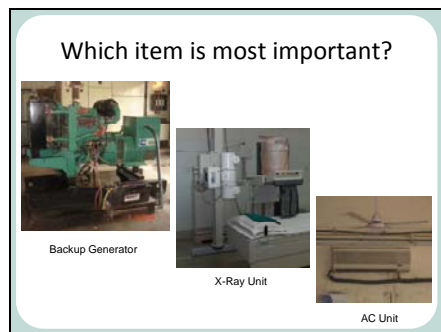 Which item is most important?
Backup Generator
X-Ray Unit
AC Unit